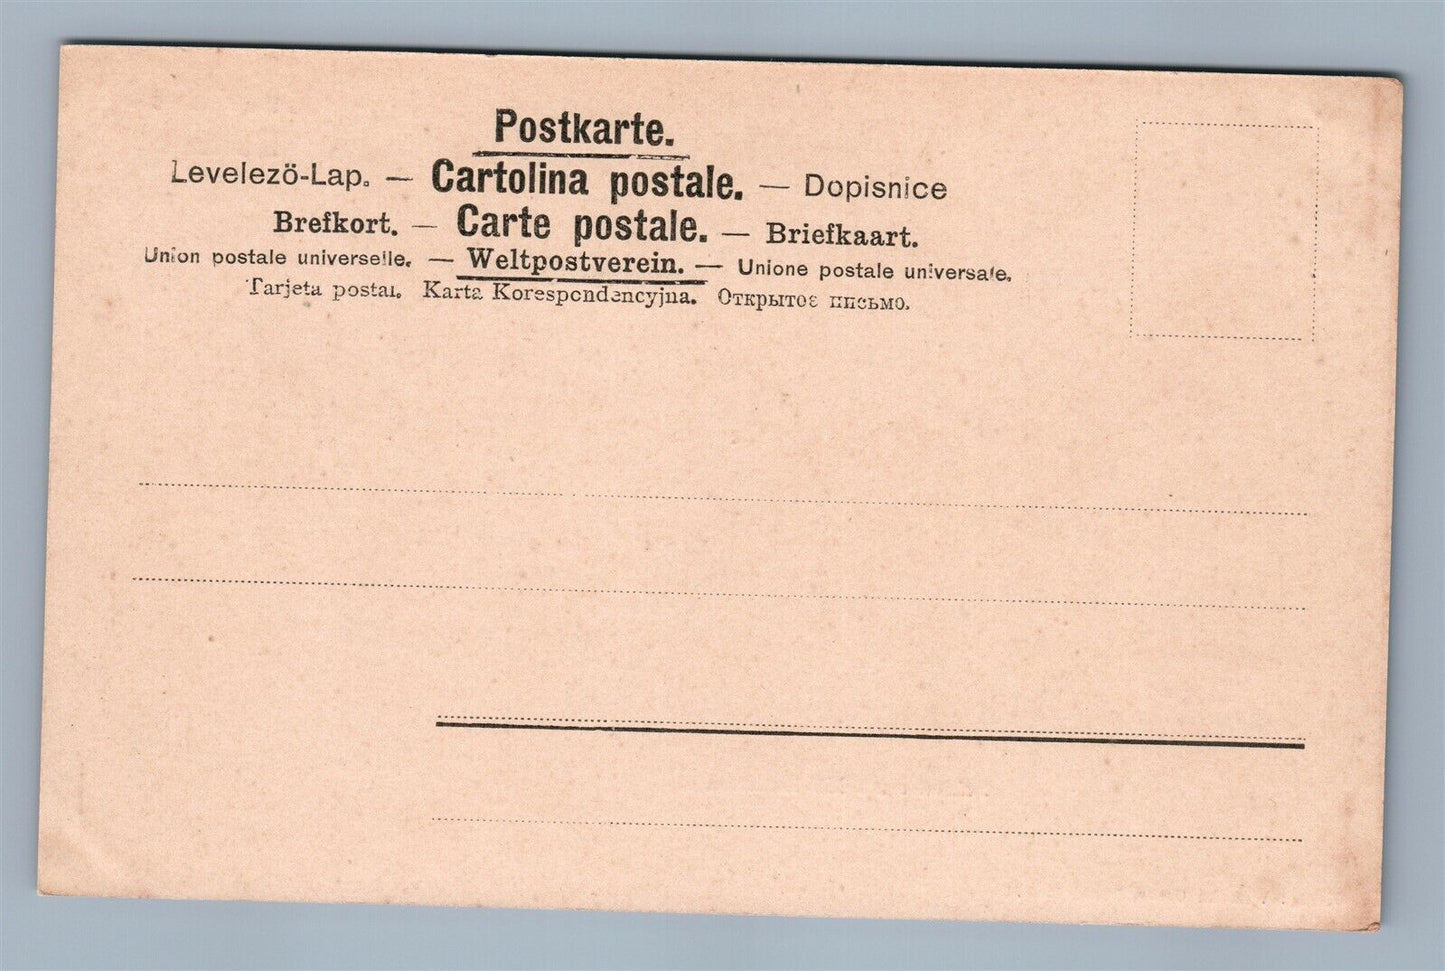 Postkarte.
Levelezö-Lap. — Cartolina postale. — Dopisnice
Brefkort. — Carte postale. — Briefkaart.
Union postale universelle. — Weltpostverein. — Unione postale universale.
Tarjeta postal. Karta Korespondencyjna. Открытое письмо.